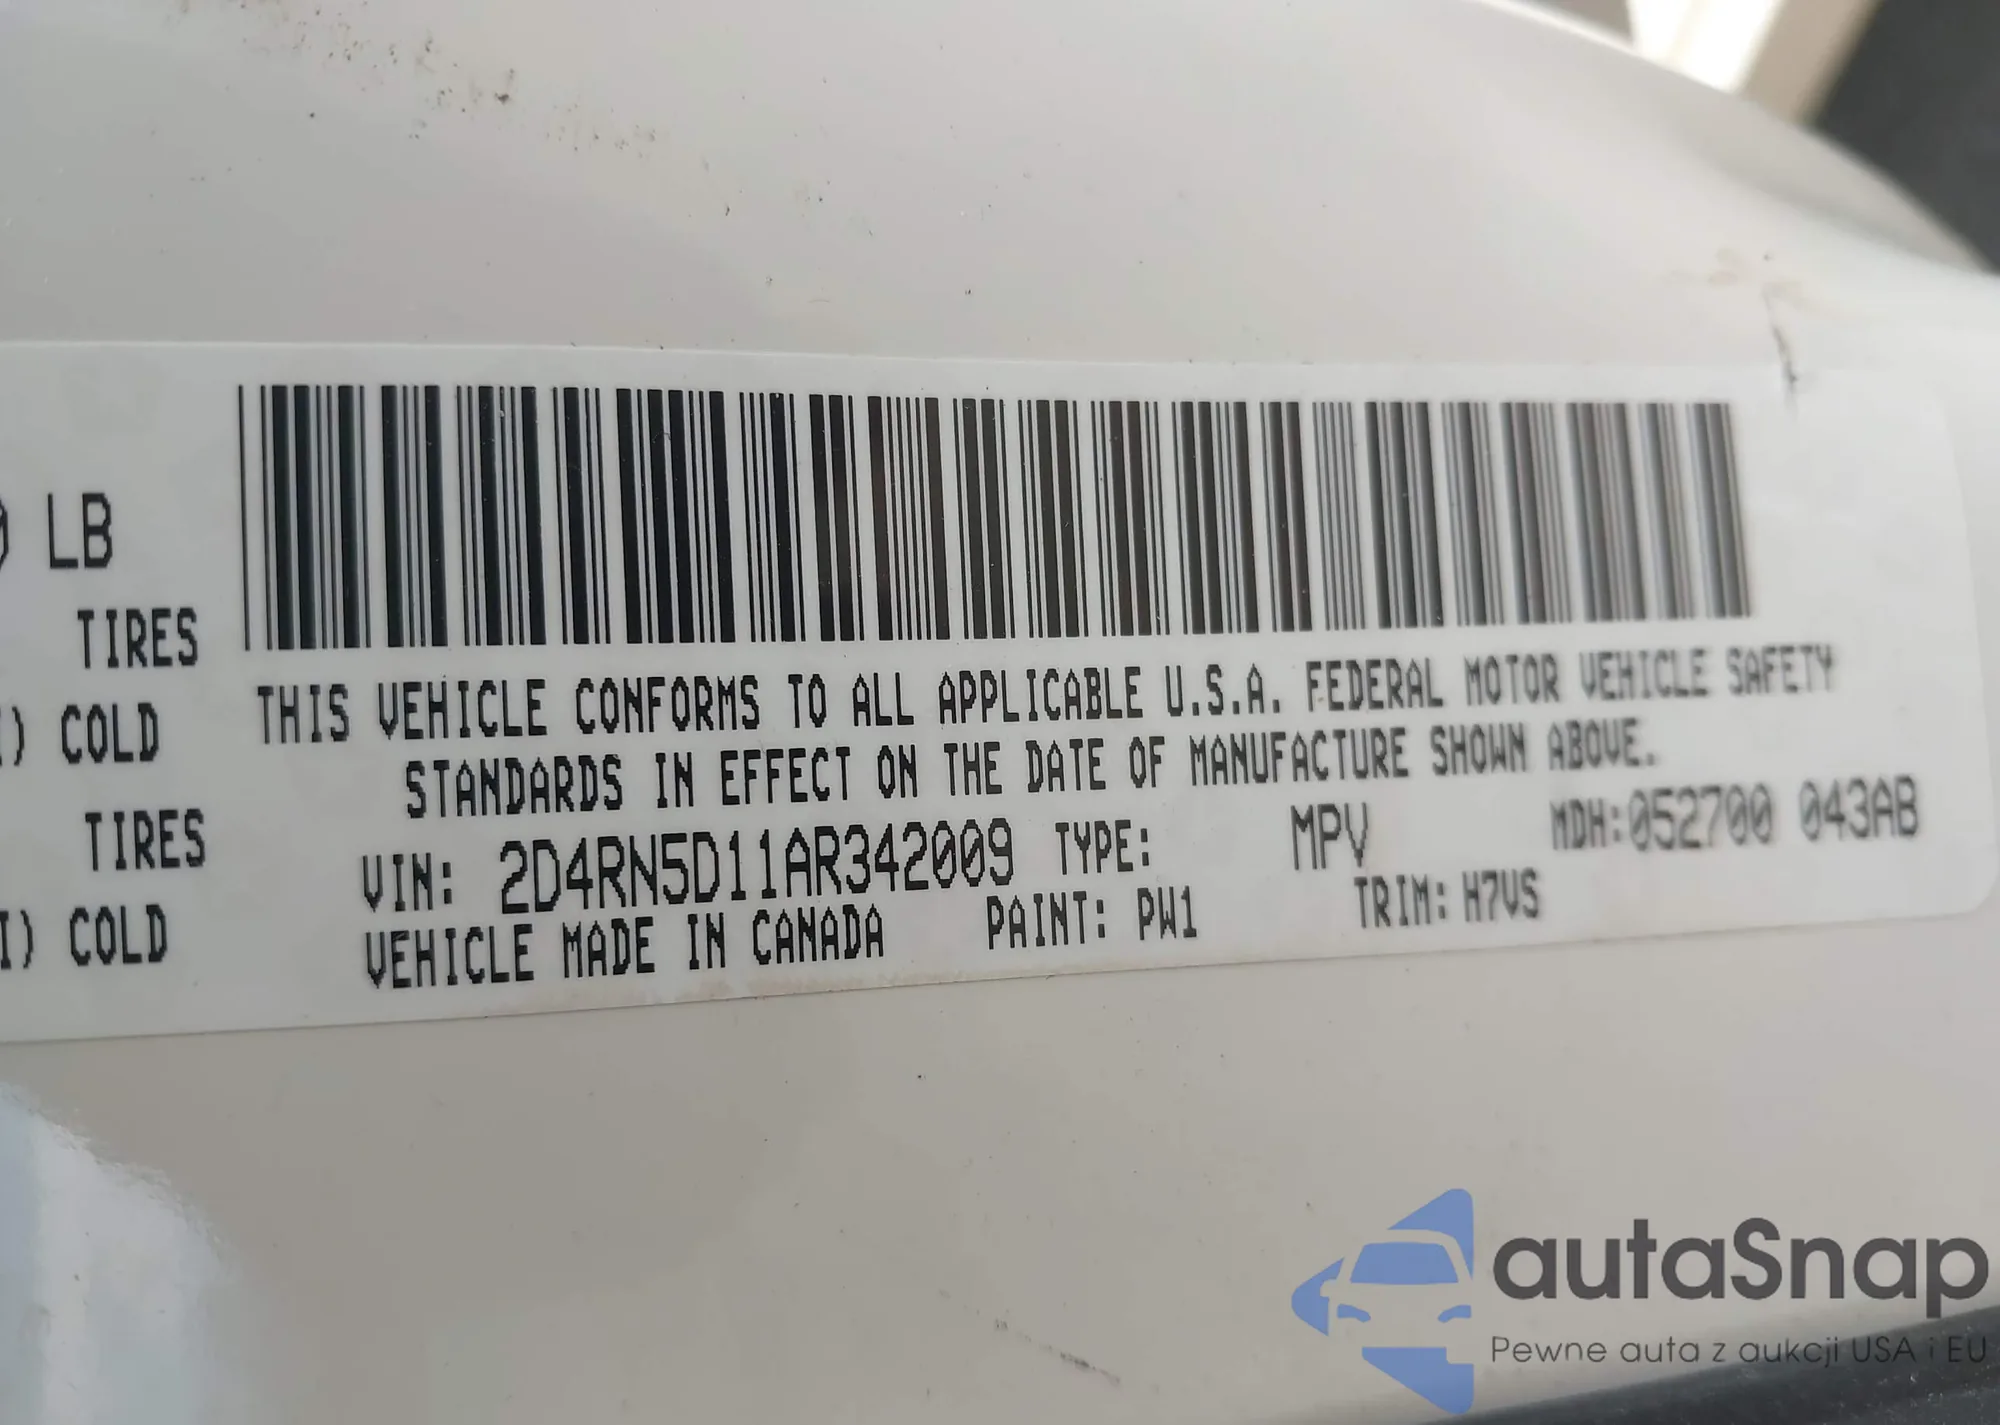 LB
TIRES
) COLD
TIRES
I) COLD
THIS VEHICLE CONFORMS TO ALL APPLICABLE U.S.A. FEDERAL MOTOR VEHICLE SAFETY
STANDARDS IN EFFECT ON THE DATE OF MANUFACTURE SHOWN ABOVE.
VIN: 2D4RN5D11AR342009 TYPE: MPV MDH:052700 043AB
VEHICLE MADE IN CANADA PAINT: PW1 TRIM: H7VS
autaSnap
Pewne auta z aukcji USA i EU